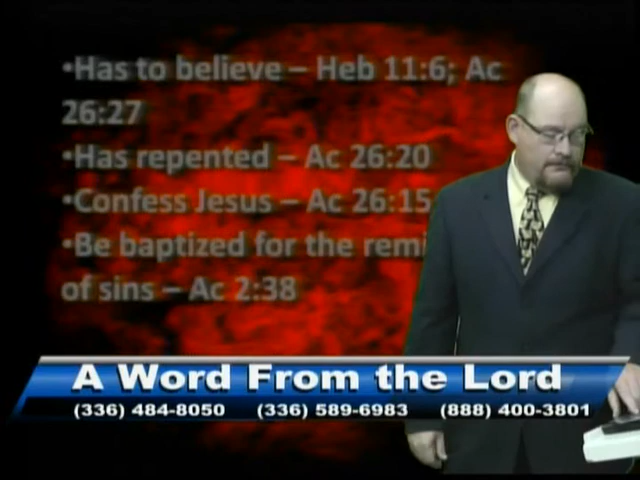 •Has to believe – Heb 11:6; Ac
26:27
•Has repented – Ac 26:20
•Confess Jesus – Ac 26:15
•Be baptized for the
of sins – Ac 2:38
A Word From the Lord
(336) 484-8050 (336) 589-6983 (888) 400-3801